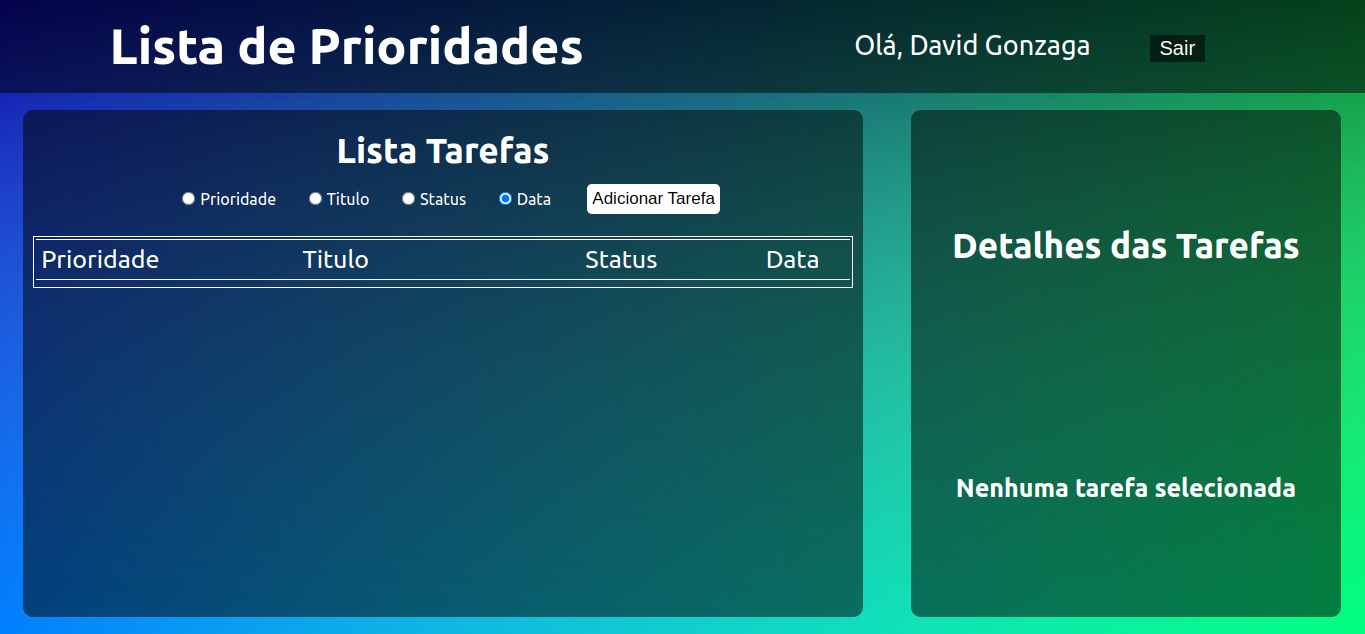 Lista de Prioridades
Olá, David Gonzaga
Sair
Lista Tarefas
Prioridade Titulo Status Data Adicionar Tarefa
Prioridade Titulo Status Data
Detalhes das Tarefas
Nenhuma tarefa selecionada